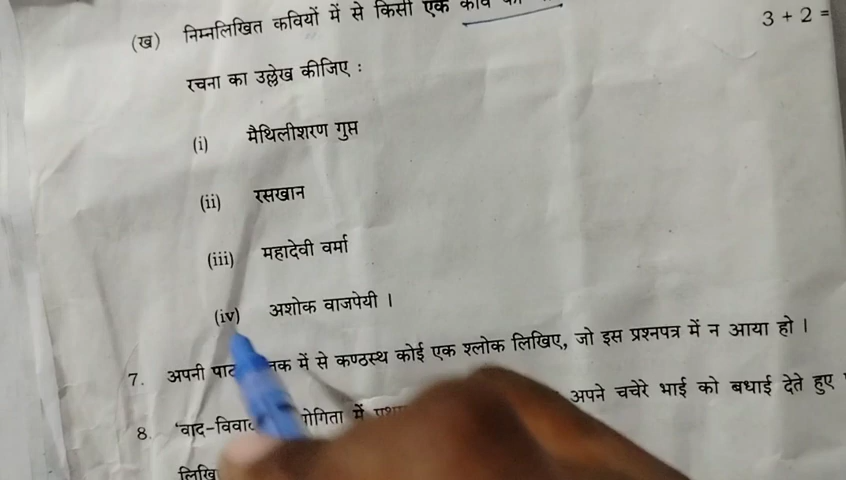 (ख) निम्नलिखित कवियों में से किसी एक कवि
3 + 2 =
रचना का उल्लेख कीजिए :
(i) मैथिलीशरण गुप्त
(ii) रसखान
(iii) महादेवी वर्मा
(iv) अशोक वाजपेयी ।
7. अपनी में से कण्ठस्थ कोई एक श्लोक लिखिए, जो इस प्रश्नपत्र में न आया हो ।
8. में अपने चचेरे भाई को बधाई देते हुए